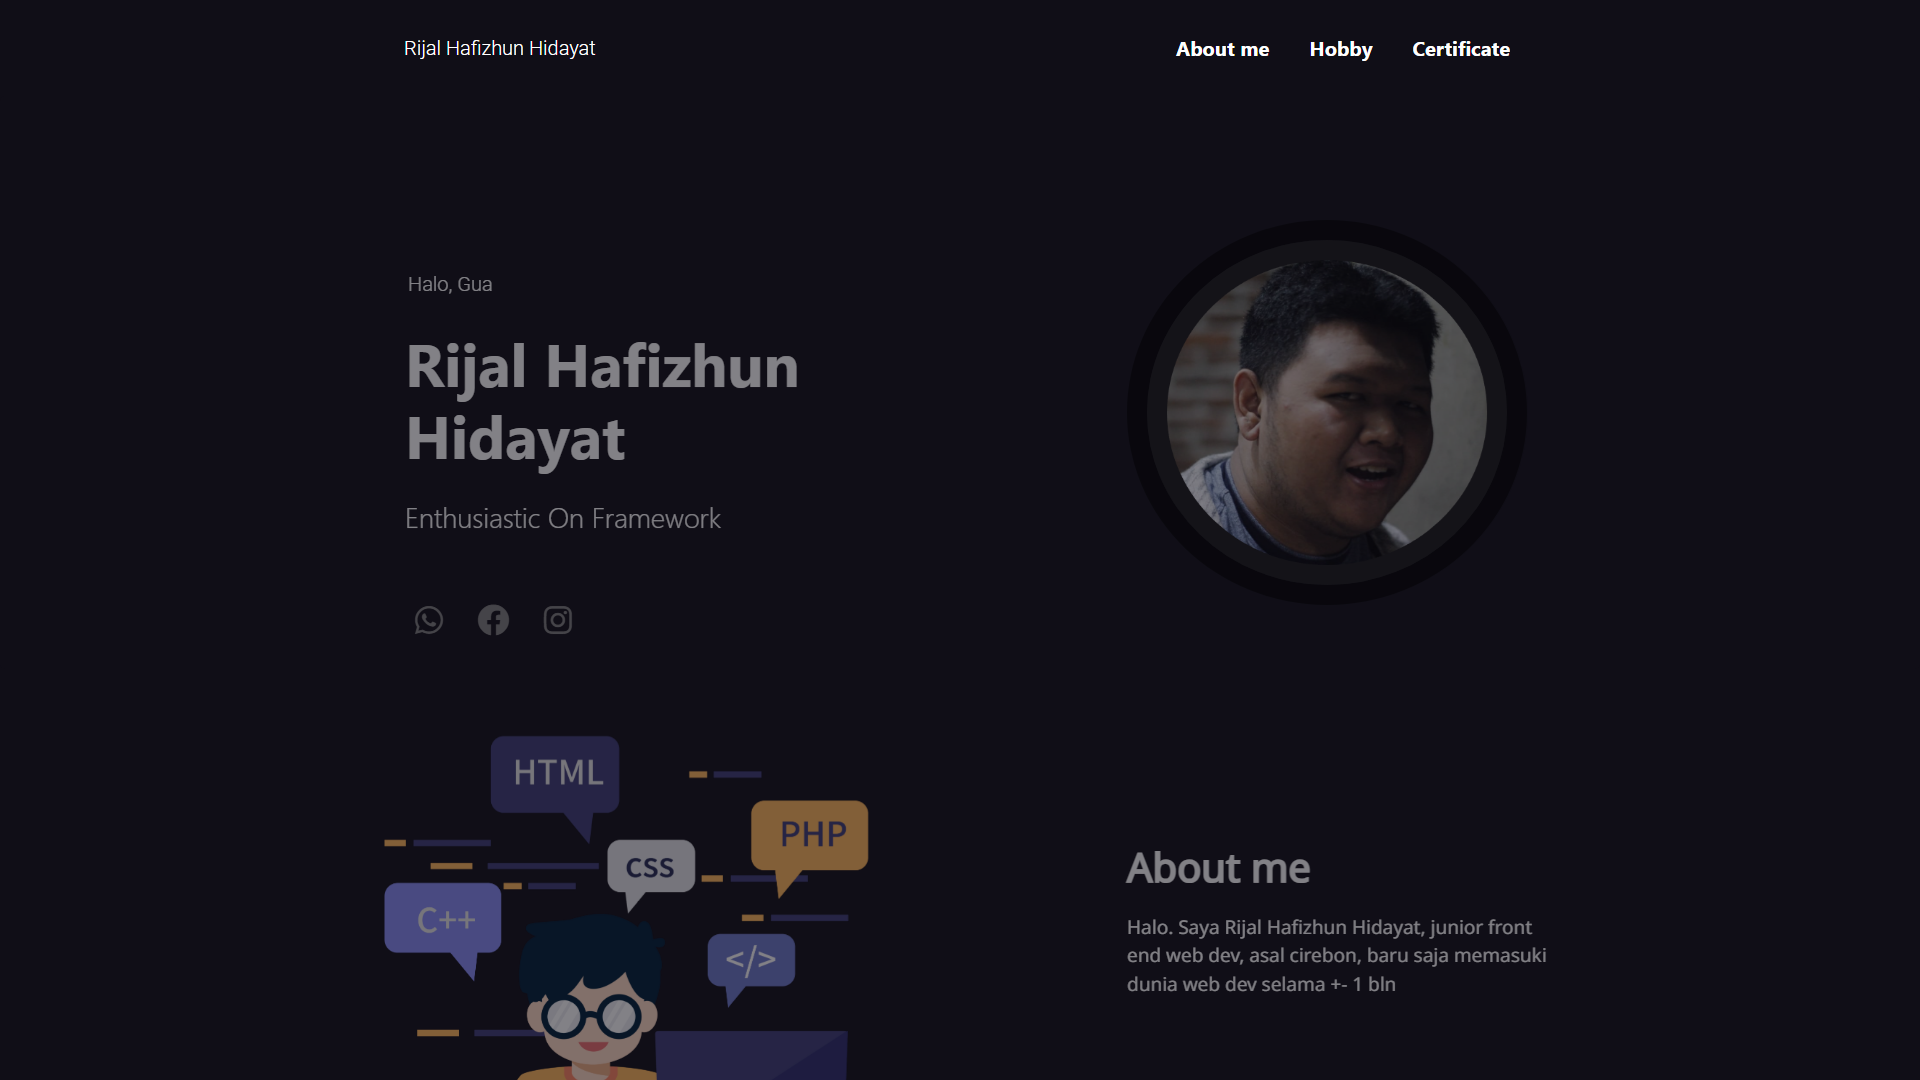 Rijal Hafizhun Hidayat
About me
Hobby
Certificate
Halo, Gua
Rijal Hafizhun
Hidayat
Enthusiastic On Framework
HTML
PHP
CSS
C++
</>
About me
Halo. Saya Rijal Hafizhun Hidayat, junior front
end web dev, asal cirebon, baru saja memasuki
dunia web dev selama +- 1 bln